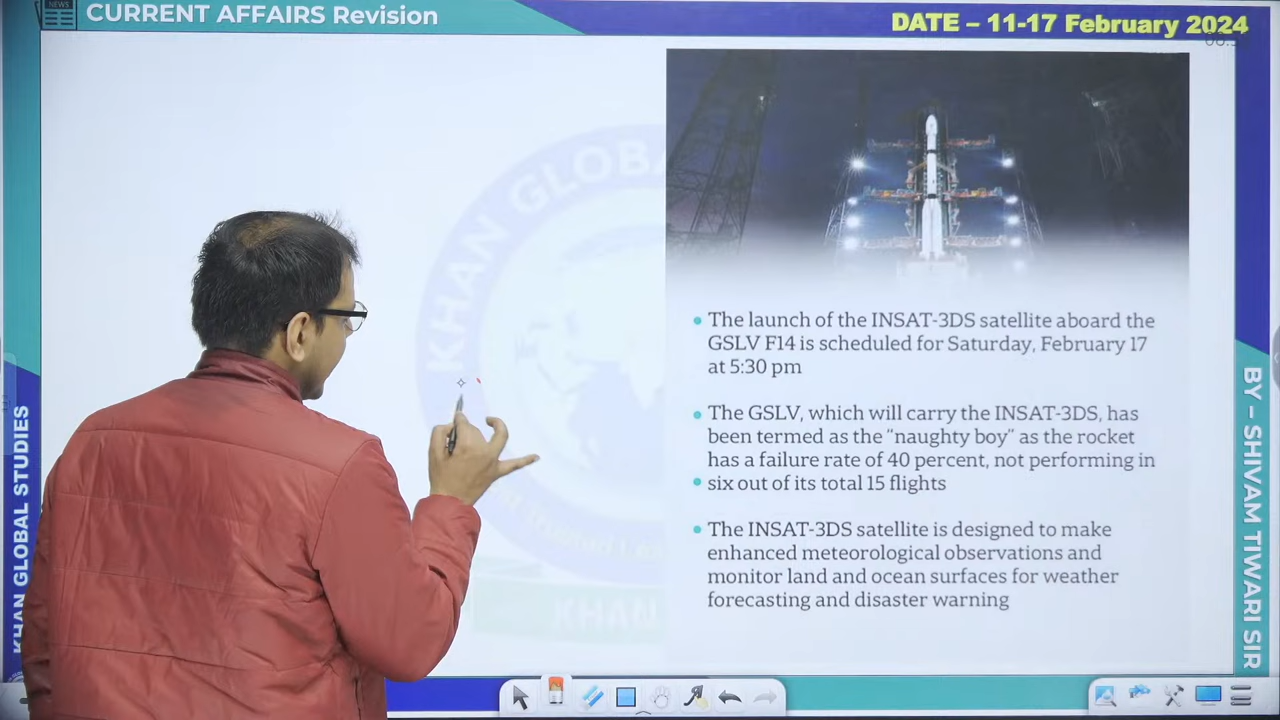 NEWS
CURRENT AFFAIRS Revision
DATE – 11-17 February 2024
KHAN GLOBAL STUDIES
KHAN GLOBA
KHAN
BY – SHIVAM TIWARI SIR
The launch of the INSAT-3DS satellite aboard the
GSLV F14 is scheduled for Saturday, February 17
at 5:30 pm
The GSLV, which will carry the INSAT-3DS, has
been termed as the “naughty boy” as the rocket
has a failure rate of 40 percent, not performing in
six out of its total 15 flights
The INSAT-3DS satellite is designed to make
enhanced meteorological observations and
monitor land and ocean surfaces for weather
forecasting and disaster warning